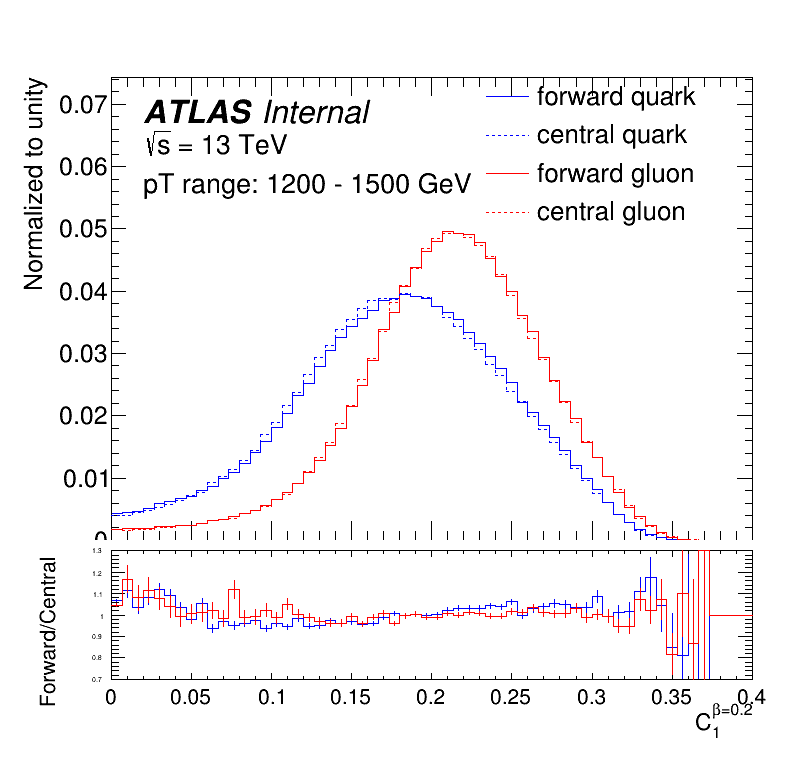 ATLAS Internal
√s = 13 TeV
pT range: 1200 - 1500 GeV
forward quark
central quark
forward gluon
central gluon
Normalized to unity
0.07
0.06
0.05
0.04
0.03
0.02
0.01
0
Forward/Central
1.3
1.2
1.1
1
0.9
0.8
0.7
0 0.05 0.1 0.15 0.2 0.25 0.3 0.35 0.4
C₁^β=0.2